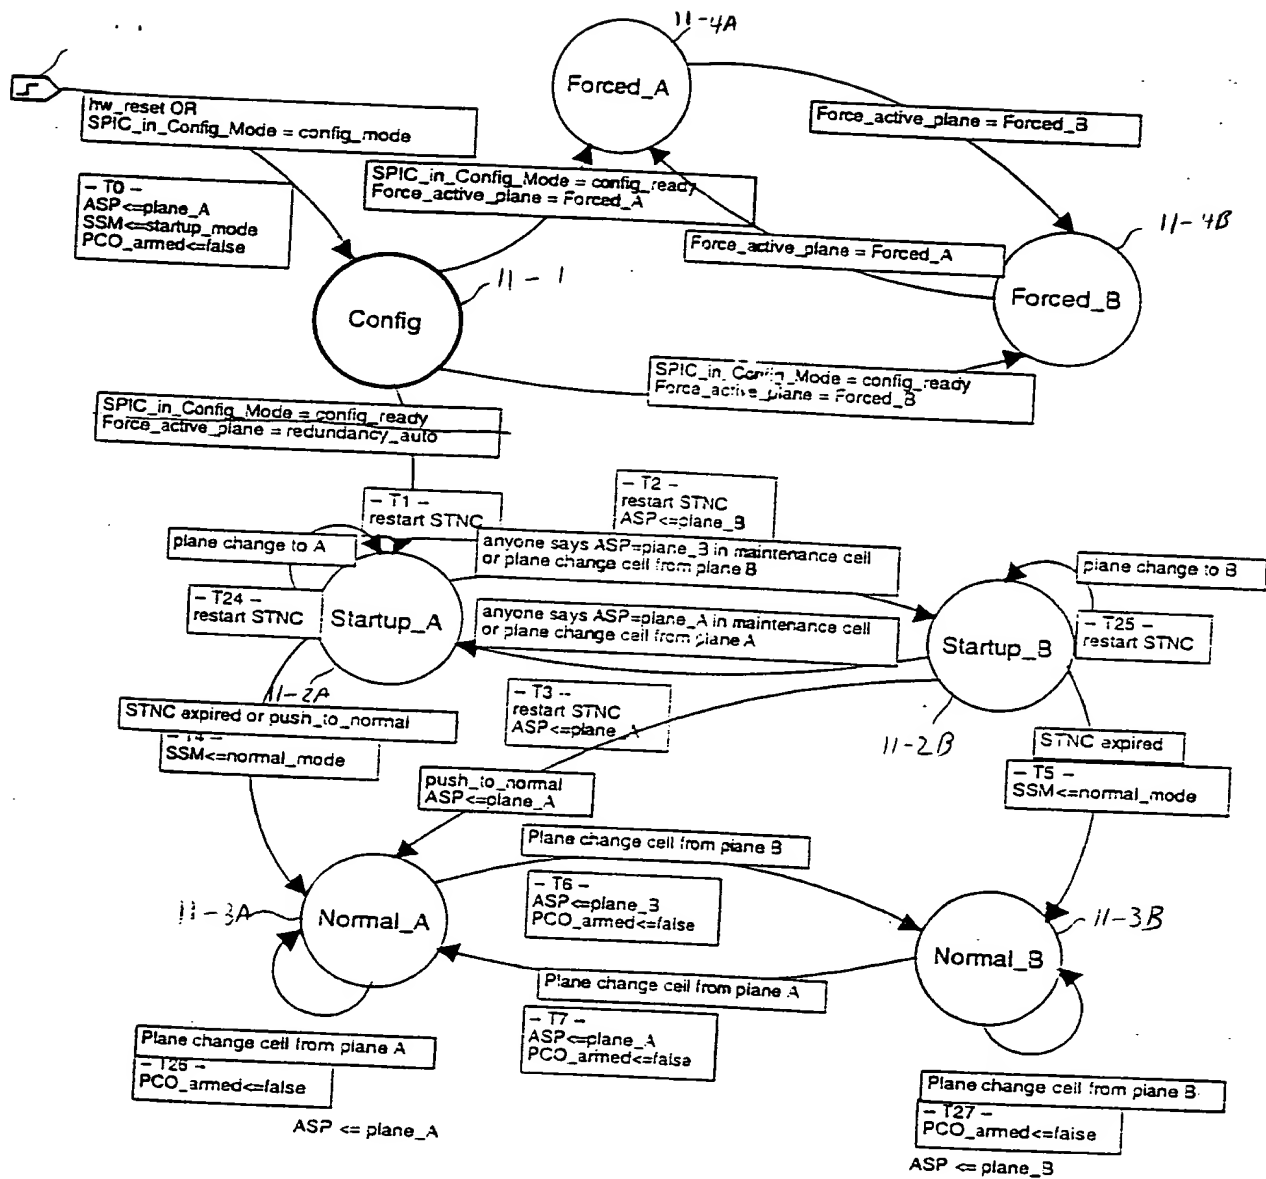 11-4A
Forced_A
hw_reset OR
SPIC_in_Config_Mode = config_mode
Force_active_plane = Forced_B
- T0 -
ASP<=plane_A
SSM<=startup_mode
PCO_armed<=false
SPIC_in_Config_Mode = config_ready
Force_active_plane = Forced_A
11-4B
Force_active_plane = Forced_A
11-1
Config
Forced_B
SPIC_in_Config_Mode = config_ready
Force_active_plane = Forced_B
SPIC_in_Config_Mode = config_ready
Force_active_plane = redundancy_auto
- T1 -
restart STNC
- T2 -
restart STNC
ASP<=plane_B
plane change to A
anyone says ASP=plane_B in maintenance cell
or plane change cell from plane B
plane change to B
- T24 -
restart STNC
Startup_A
anyone says ASP=plane_A in maintenance cell
or plane change cell from plane A
Startup_B
- T25 -
restart STNC
11-2A
- T3 -
restart STNC
ASP<=plane_A
11-2B
STNC expired or push_to_normal
- T4 -
SSM<=normal_mode
STNC expired
- T5 -
SSM<=normal_mode
push_to_normal
ASP<=plane_A
Plane change cell from plane B
- T6 -
ASP<=plane_B
PCO_armed<=false
11-3A
Normal_A
11-3B
Normal_B
Plane change cell from plane A
- T7 -
ASP<=plane_A
PCO_armed<=false
Plane change cell from plane A
- T26 -
PCO_armed<=false
ASP <= plane_A
Plane change cell from plane B
- T27 -
PCO_armed<=false
ASP <= plane_B